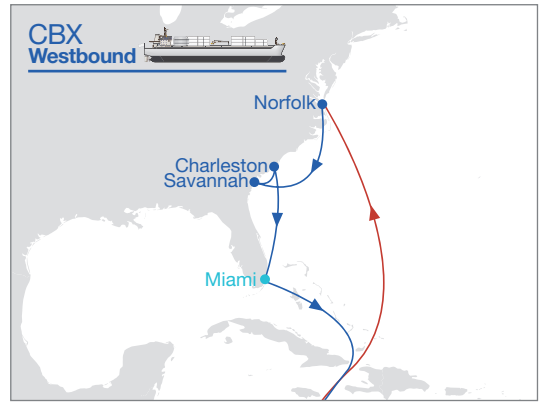 CBX
Westbound
Norfolk
Charleston
Savannah
Miami